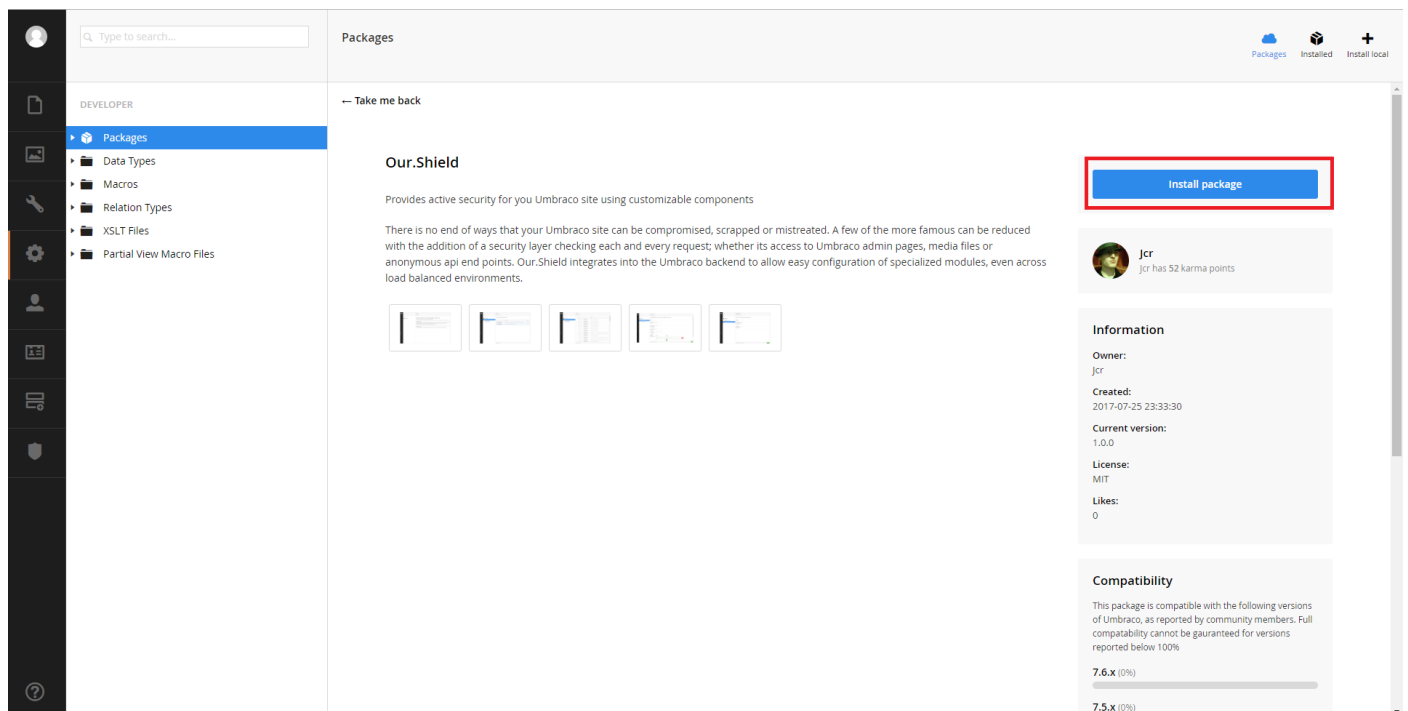 Type to search...
Packages
Packages
Installed
Install local
DEVELOPER
Packages
Data Types
Macros
Relation Types
XSLT Files
Partial View Macro Files
← Take me back
Our.Shield
Provides active security for you Umbraco site using customizable components
There is no end of ways that your Umbraco site can be compromised, scrapped or mistreated. A few of the more famous can be reduced
with the addition of a security layer checking each and every request; whether its access to Umbraco admin pages, media files or
anonymous api end points. Our.Shield integrates into the Umbraco backend to allow easy configuration of specialized modules, even across
load balanced environments.
Install package
Jcr
Jcr has 52 karma points
Information
Owner:
Jcr
Created:
2017-07-25 23:33:30
Current version:
1.0.0
License:
MIT
Likes:
0
Compatibility
This package is compatible with the following versions
of Umbraco, as reported by community members. Full
compatability cannot be gauranteed for versions
reported below 100%
7.6.x (0%)
7.5.x (0%)